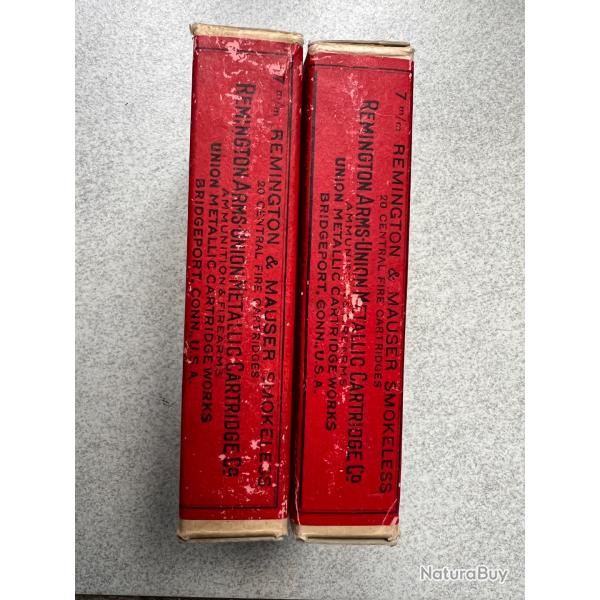 7 m/m REMINGTON & MAUSER SMOKELESS
20 CENTRAL FIRE CARTRIDGES
REMINGTON ARMS UNION METALLIC CARTRIDGE CO
AMMUNITION & FIREARMS
UNION METALLIC CARTRIDGE WORKS
BRIDGEPORT, CONN. U.S.A.
7 m/m REMINGTON & MAUSER SMOKELESS
20 CENTRAL FIRE CARTRIDGES
REMINGTON ARMS UNION METALLIC CARTRIDGE CO
AMMUNITION & FIREARMS
UNION METALLIC CARTRIDGE WORKS
BRIDGEPORT, CONN. U.S.A.
NaturaBuy